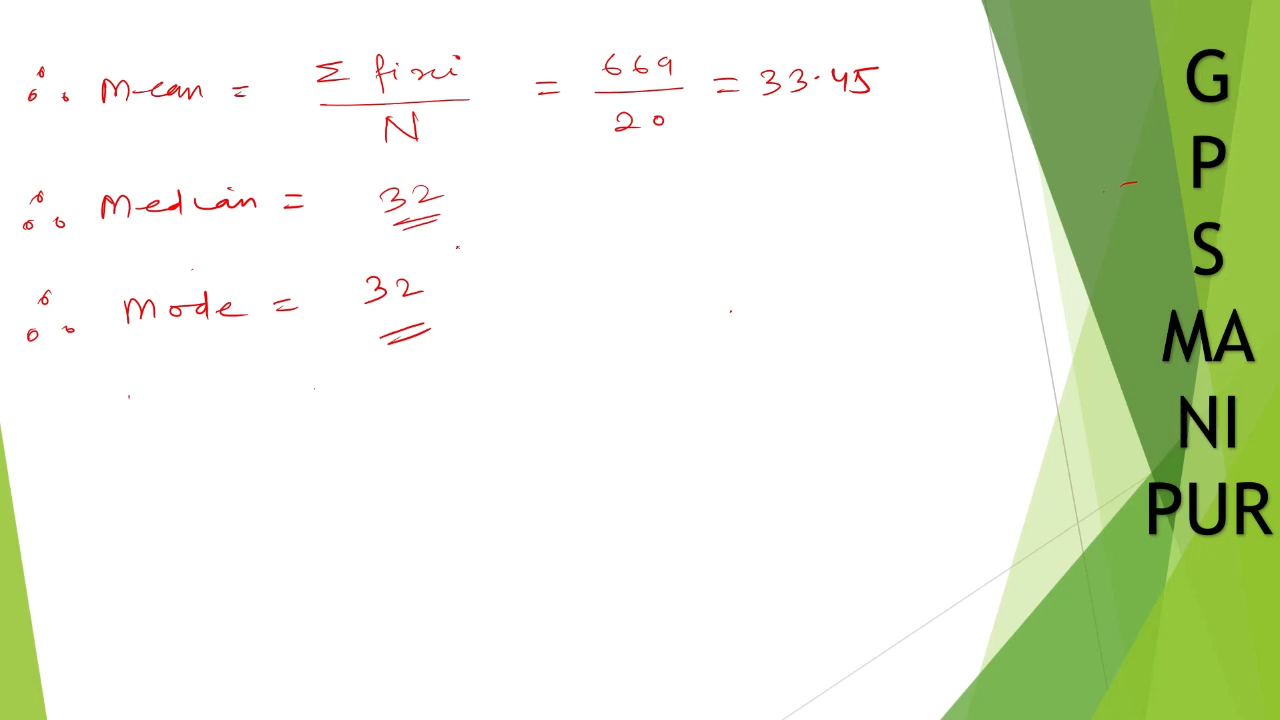 ∴ Mean = Σ fixi / N = 669 / 20 = 33.45
∴ Median = 32
∴ Mode = 32
G
P
S
MA
NI
PUR